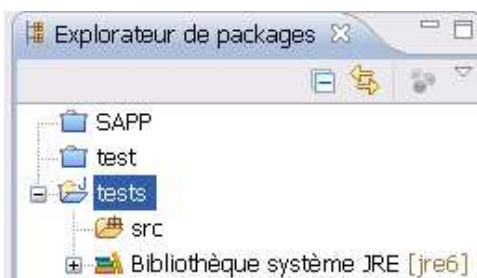 Explorateur de packages
SAPP
test
tests
src
Bibliothèque système JRE [jre6]